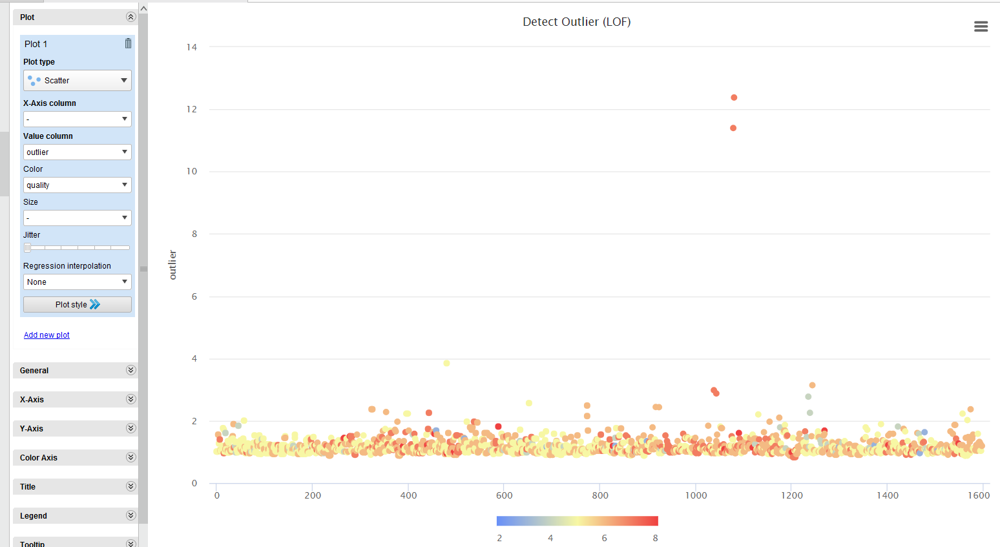 Plot
Plot 1
Plot type
Scatter
X-Axis column
-
Value column
outlier
Color
quality
Size
-
Jitter
Regression interpolation
None
Plot style
Add new plot
General
X-Axis
Y-Axis
Color Axis
Title
Legend
Tooltip
Detect Outlier (LOF)
outlier
14
12
10
8
6
4
2
0
0 200 400 600 800 1000 1200 1400 1600
2 4 6 8